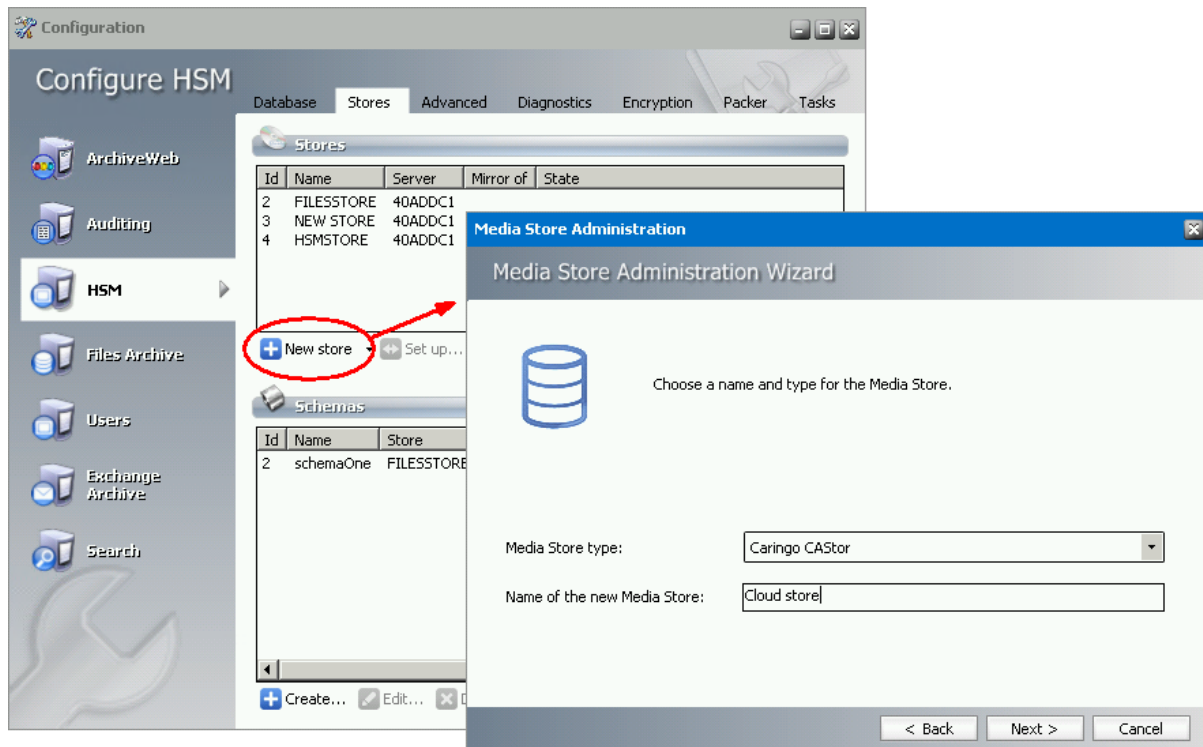 Configuration
Configure HSM
Database Stores Advanced Diagnostics Encryption Packer Tasks
ArchiveWeb
Auditing
HSM
Files Archive
Users
Exchange
Archive
Search
Stores
Id Name Server Mirror of State
2 FILESSTORE 40ADDC1
3 NEW STORE 40ADDC1
4 HSMSTORE 40ADDC1
New store Set up...
Schemas
Id Name Store
2 schemaOne FILESSTORE
Create... Edit...
Media Store Administration
Media Store Administration Wizard
Choose a name and type for the Media Store.
Media Store type: Caringo CAStor
Name of the new Media Store: Cloud store
< Back Next > Cancel